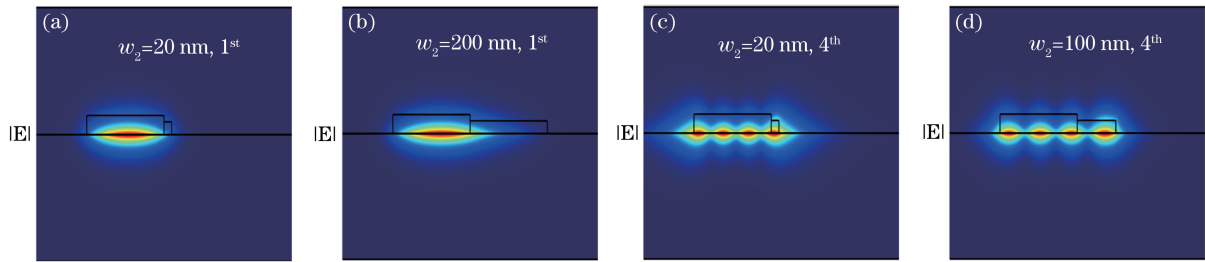 (a)
w₂=20 nm, 1ˢᵗ
|E|
(b)
w₂=200 nm, 1ˢᵗ
|E|
(c)
w₂=20 nm, 4ᵗʰ
|E|
(d)
w₂=100 nm, 4ᵗʰ
|E|